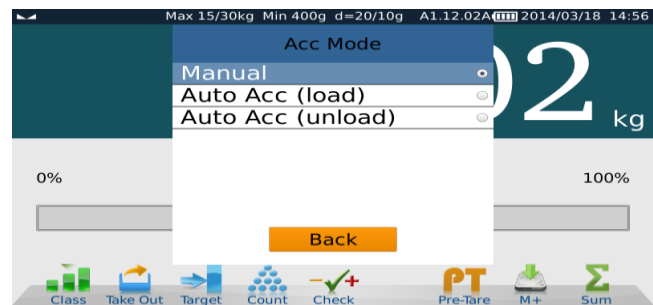 Max 15/30kg Min 400g d=20/10g A1.12.02A 2014/03/18 14:56
Acc Mode
Manual
Auto Acc (load)
Auto Acc (unload)
kg
0% 100%
Back
PT
Class Take Out Target Count Check Pre-Tare M+ Sum